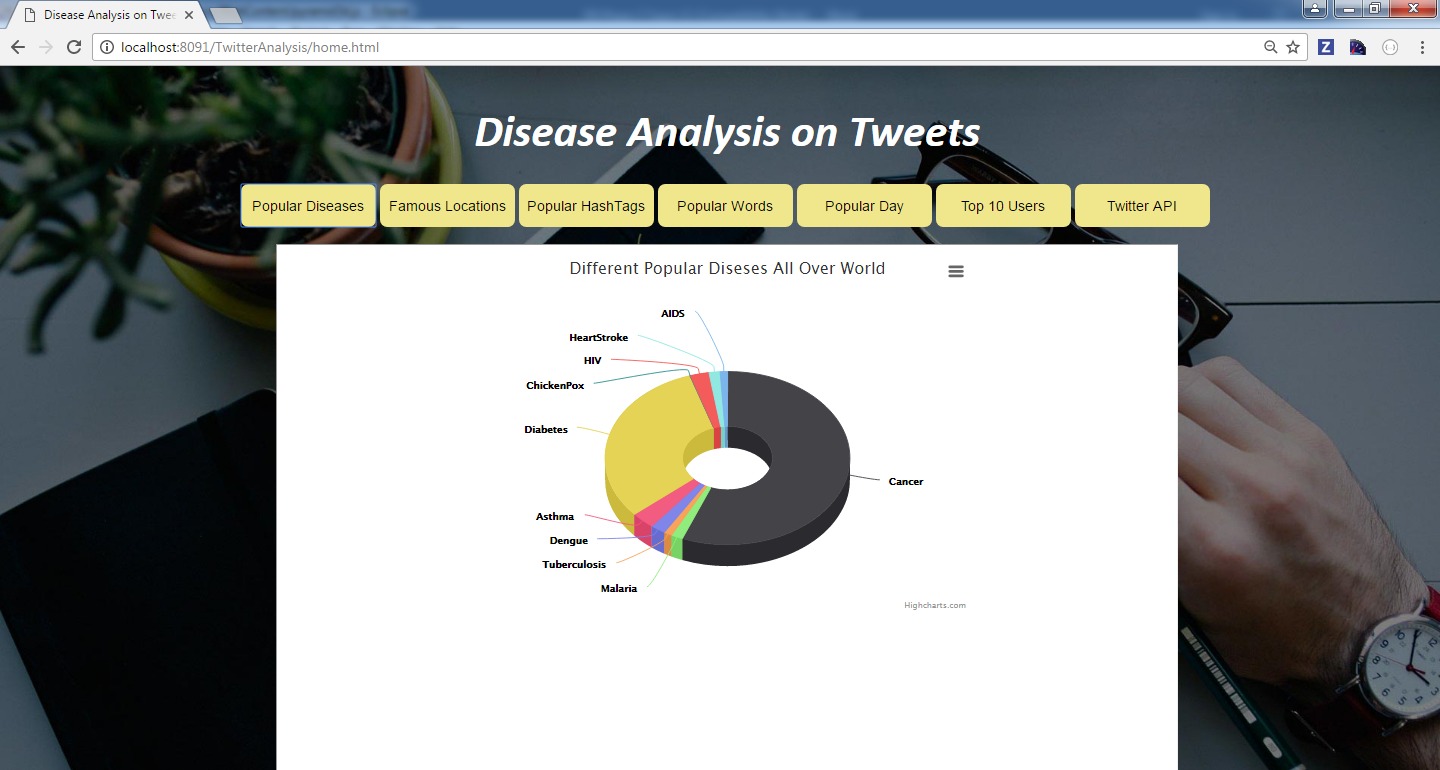 Disease Analysis on Twee
localhost:8091/TwitterAnalysis/home.html
Disease Analysis on Tweets
Popular Diseases Famous Locations Popular HashTags Popular Words Popular Day Top 10 Users Twitter API
Different Popular Diseses All Over World
AIDS
HeartStroke
HIV
ChickenPox
Diabetes
Cancer
Asthma
Dengue
Tuberculosis
Malaria
Highcharts.com